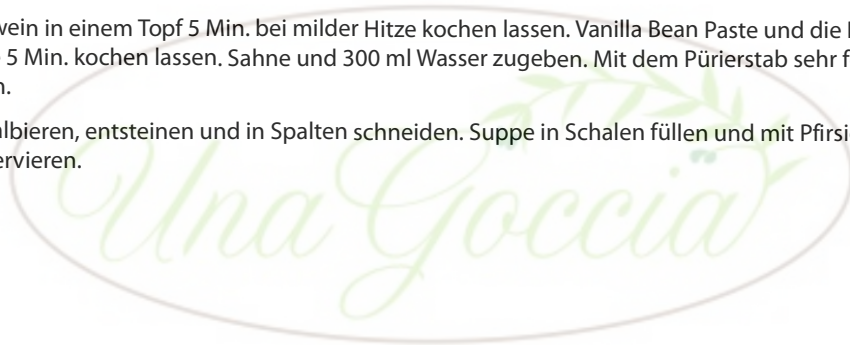 wein in einem Topf 5 Min. bei milder Hitze kochen lassen. Vanilla Bean Paste und die
5 Min. kochen lassen. Sahne und 300 ml Wasser zugeben. Mit dem Pürierstab sehr f
n.
albieren, entsteinen und in Spalten schneiden. Suppe in Schalen füllen und mit Pfirsi
ervieren.
Una Goccia